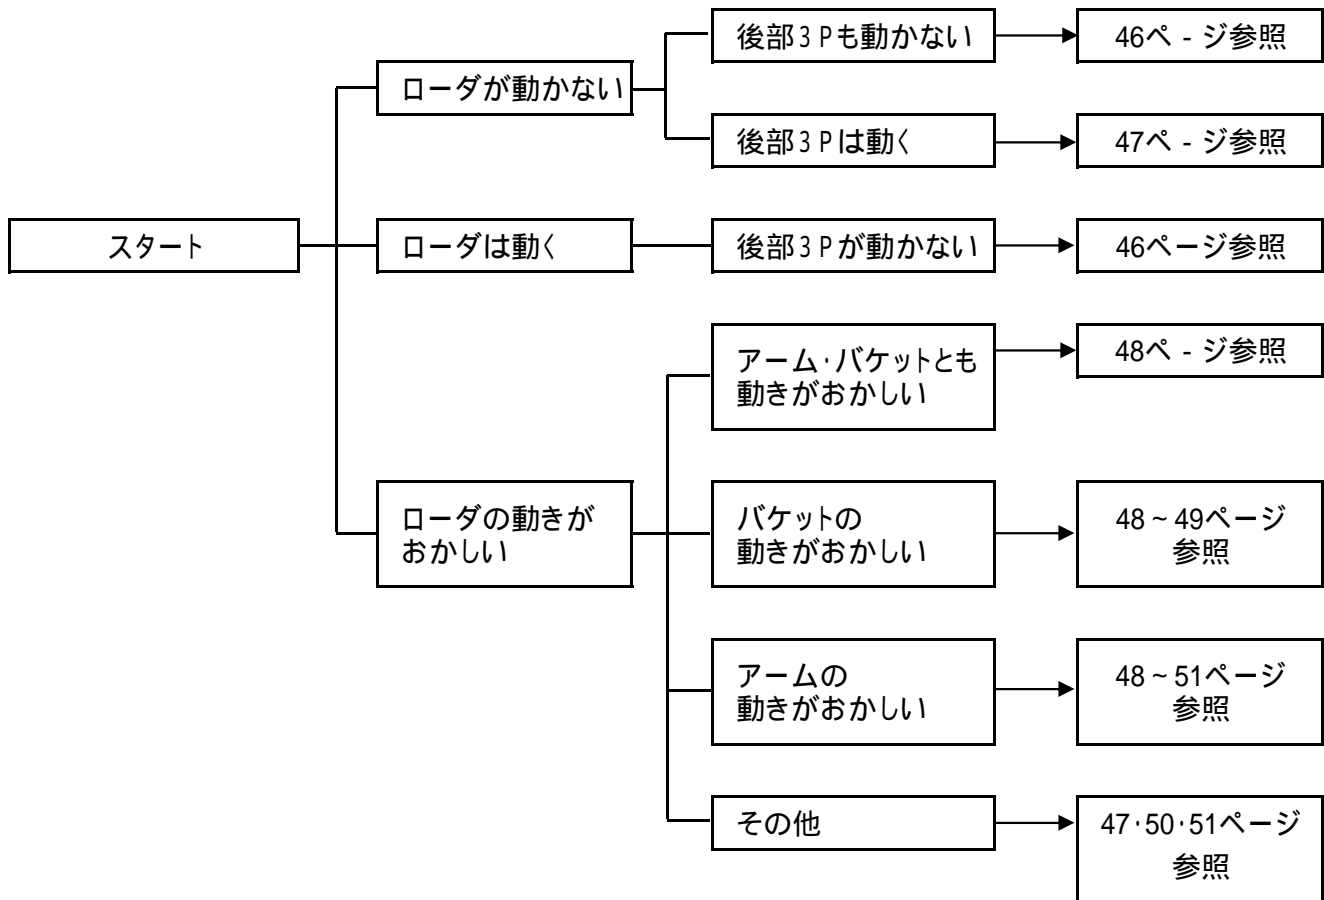 後部3Pも動かない
46ペ - ジ参照
ローダが動かない
後部3Pは動く
47ペ - ジ参照
スタート
ローダは動く
後部3Pが動かない
46ページ参照
アーム・バケットとも
動きがおかしい
48ペ - ジ参照
ローダの動きが
おかしい
バケットの
動きがおかしい
48~49ページ
参照
アームの
動きがおかしい
48~51ページ
参照
その他
47・50・51ページ
参照